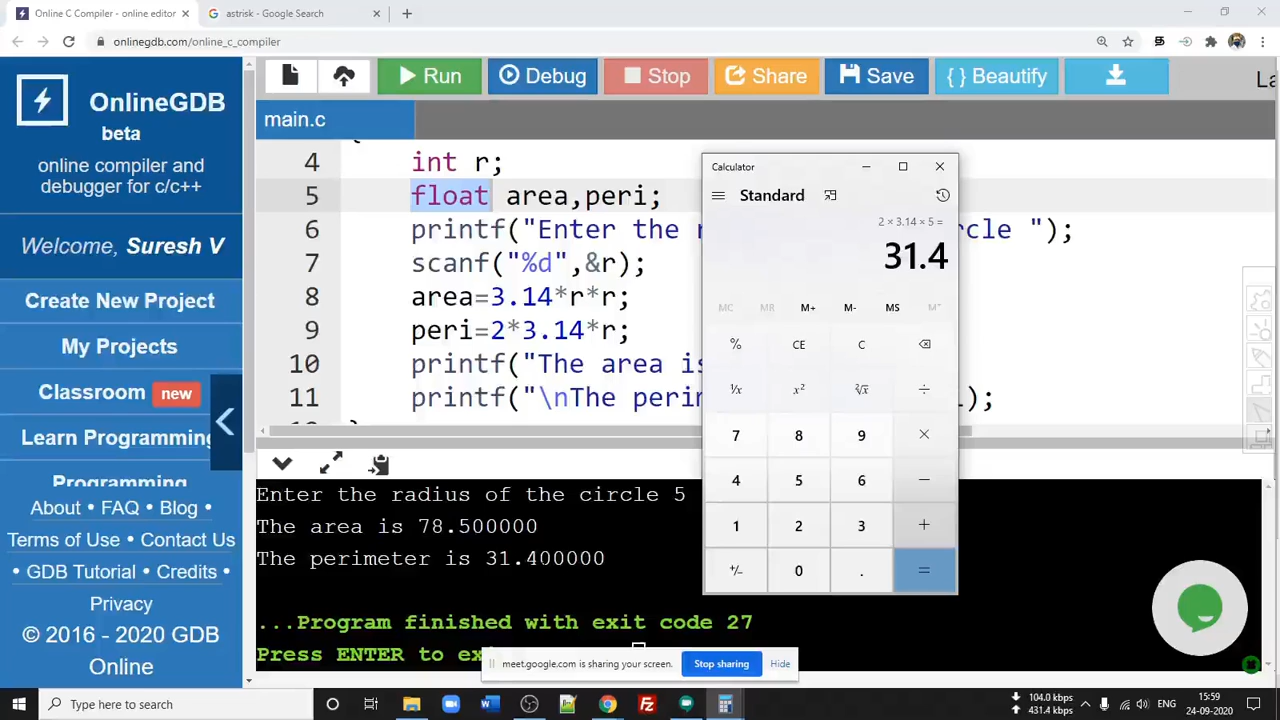 Online C Compiler - online editor
astrisk - Google Search
onlinegdb.com/online_c_compiler
OnlineGDB
beta
online compiler and
debugger for c/c++
Welcome, Suresh V
Create New Project
My Projects
Classroom new
Learn Programming
Programming
About • FAQ • Blog •
Terms of Use • Contact Us
• GDB Tutorial • Credits •
Privacy
© 2016 - 2020 GDB
Online
Run
Debug
Stop
Share
Save
{ } Beautify
La
main.c
4 int r;
5 float area,peri;
6 printf("Enter the r cle ");
7 scanf("%d",&r);
8 area=3.14*r*r;
9 peri=2*3.14*r;
10 printf("The area is
11 printf("\nThe perim );
Calculator
Standard
2 × 3.14 × 5 =
31.4
MC MR M+ M- MS
% CE C
¹/x x² ²√x ÷
7 8 9 ×
4 5 6 −
1 2 3 +
+/− 0 . =
Enter the radius of the circle 5
The area is 78.500000
The perimeter is 31.400000
...Program finished with exit code 27
Press ENTER to ex
meet.google.com is sharing your screen.
Stop sharing
Hide
Type here to search
104.0 kbps
431.4 kbps
ENG
15:59
24-09-2020